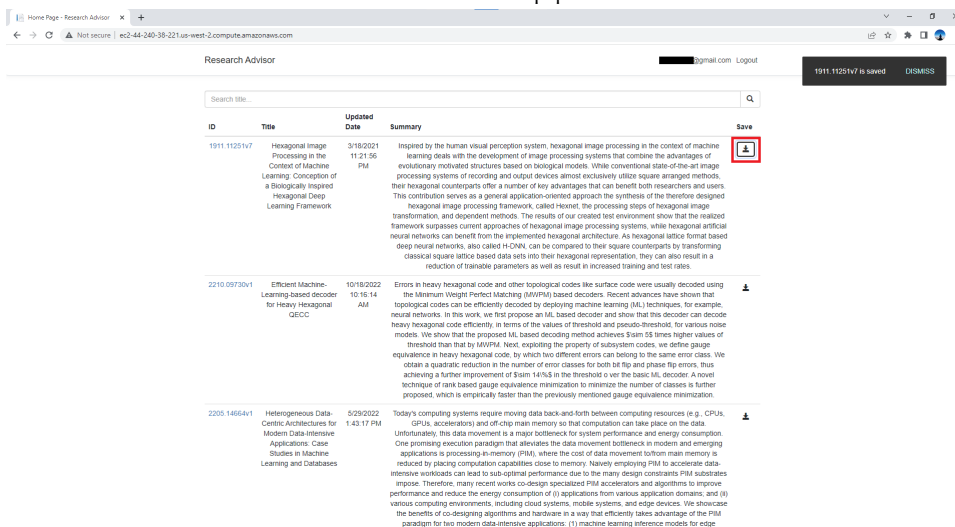 Home Page - Research Advisor
Not secure | ec2-44-240-38-221.us-west-2.compute.amazonaws.com
Research Advisor
@gmail.com Logout
1911.11251v7 is saved DISMISS
Search title...
ID Title Updated Date Summary Save
1911.11251v7
Hexagonal Image
Processing in the
Context of Machine
Learning: Conception of
a Biologically Inspired
Hexagonal Deep
Learning Framework
3/18/2021
11:21:56
PM
Inspired by the human visual perception system, hexagonal image processing in the context of machine
learning deals with the development of image processing systems that combine the advantages of
evolutionary motivated structures based on biological models. While conventional state-of-the-art image
processing systems of recording and output devices almost exclusively utilize square arranged methods,
their hexagonal counterparts offer a number of key advantages that can benefit both researchers and users.
This contribution serves as a general application-oriented approach the synthesis of the therefore designed
hexagonal image processing framework, called Hexnet, the processing steps of hexagonal image
transformation, and dependent methods. The results of our created test environment show that the realized
framework surpasses current approaches of hexagonal image processing systems, while hexagonal artificial
neural networks can benefit from the implemented hexagonal architecture. As hexagonal lattice format based
deep neural networks, also called H-DNN, can be compared to their square counterparts by transforming
classical square lattice based data sets into their hexagonal representation, they can also result in a
reduction of trainable parameters as well as result in increased training and test rates.
2210.09730v1
Efficient Machine-
Learning-based decoder
for Heavy Hexagonal
QECC
10/18/2022
10:16:14
AM
Errors in heavy hexagonal code and other topological codes like surface code were usually decoded using
the Minimum Weight Perfect Matching (MWPM) based decoders. Recent advances have shown that
topological codes can be efficiently decoded by deploying machine learning (ML) techniques, for example,
neural networks. In this work, we first propose an ML based decoder and show that this decoder can decode
heavy hexagonal code efficiently, in terms of the values of threshold and pseudo-threshold, for various noise
models. We show that the proposed ML based decoding method achieves $\sim 5$ times higher values of
threshold than that by MWPM. Next, exploiting the property of subsystem codes, we define gauge
equivalence in heavy hexagonal code, by which two different errors can belong to the same error class. We
obtain a quadratic reduction in the number of error classes for both bit flip and phase flip errors, thus
achieving a further improvement of $\sim 14\%$ in the threshold o ver the basic ML decoder. A novel
technique of rank based gauge equivalence minimization to minimize the number of classes is further
proposed, which is empirically faster than the previously mentioned gauge equivalence minimization.
2205.14664v1
Heterogeneous Data-
Centric Architectures for
Modern Data-Intensive
Applications: Case
Studies in Machine
Learning and Databases
5/29/2022
1:43:17 PM
Today's computing systems require moving data back-and-forth between computing resources (e.g., CPUs,
GPUs, accelerators) and off-chip main memory so that computation can take place on the data.
Unfortunately, this data movement is a major bottleneck for system performance and energy consumption.
One promising execution paradigm that alleviates the data movement bottleneck in modern and emerging
applications is processing-in-memory (PIM), where the cost of data movement to/from main memory is
reduced by placing computation capabilities close to memory. Naively employing PIM to accelerate data-
intensive workloads can lead to sub-optimal performance due to the many design constraints PIM substrates
impose. Therefore, many recent works co-design specialized PIM accelerators and algorithms to improve
performance and reduce the energy consumption of (i) applications from various application domains; and (ii)
various computing environments, including cloud systems, mobile systems, and edge devices. We showcase
the benefits of co-designing algorithms and hardware in a way that efficiently takes advantage of the PIM
paradigm for two modern data-intensive applications: (1) machine learning inference models for edge